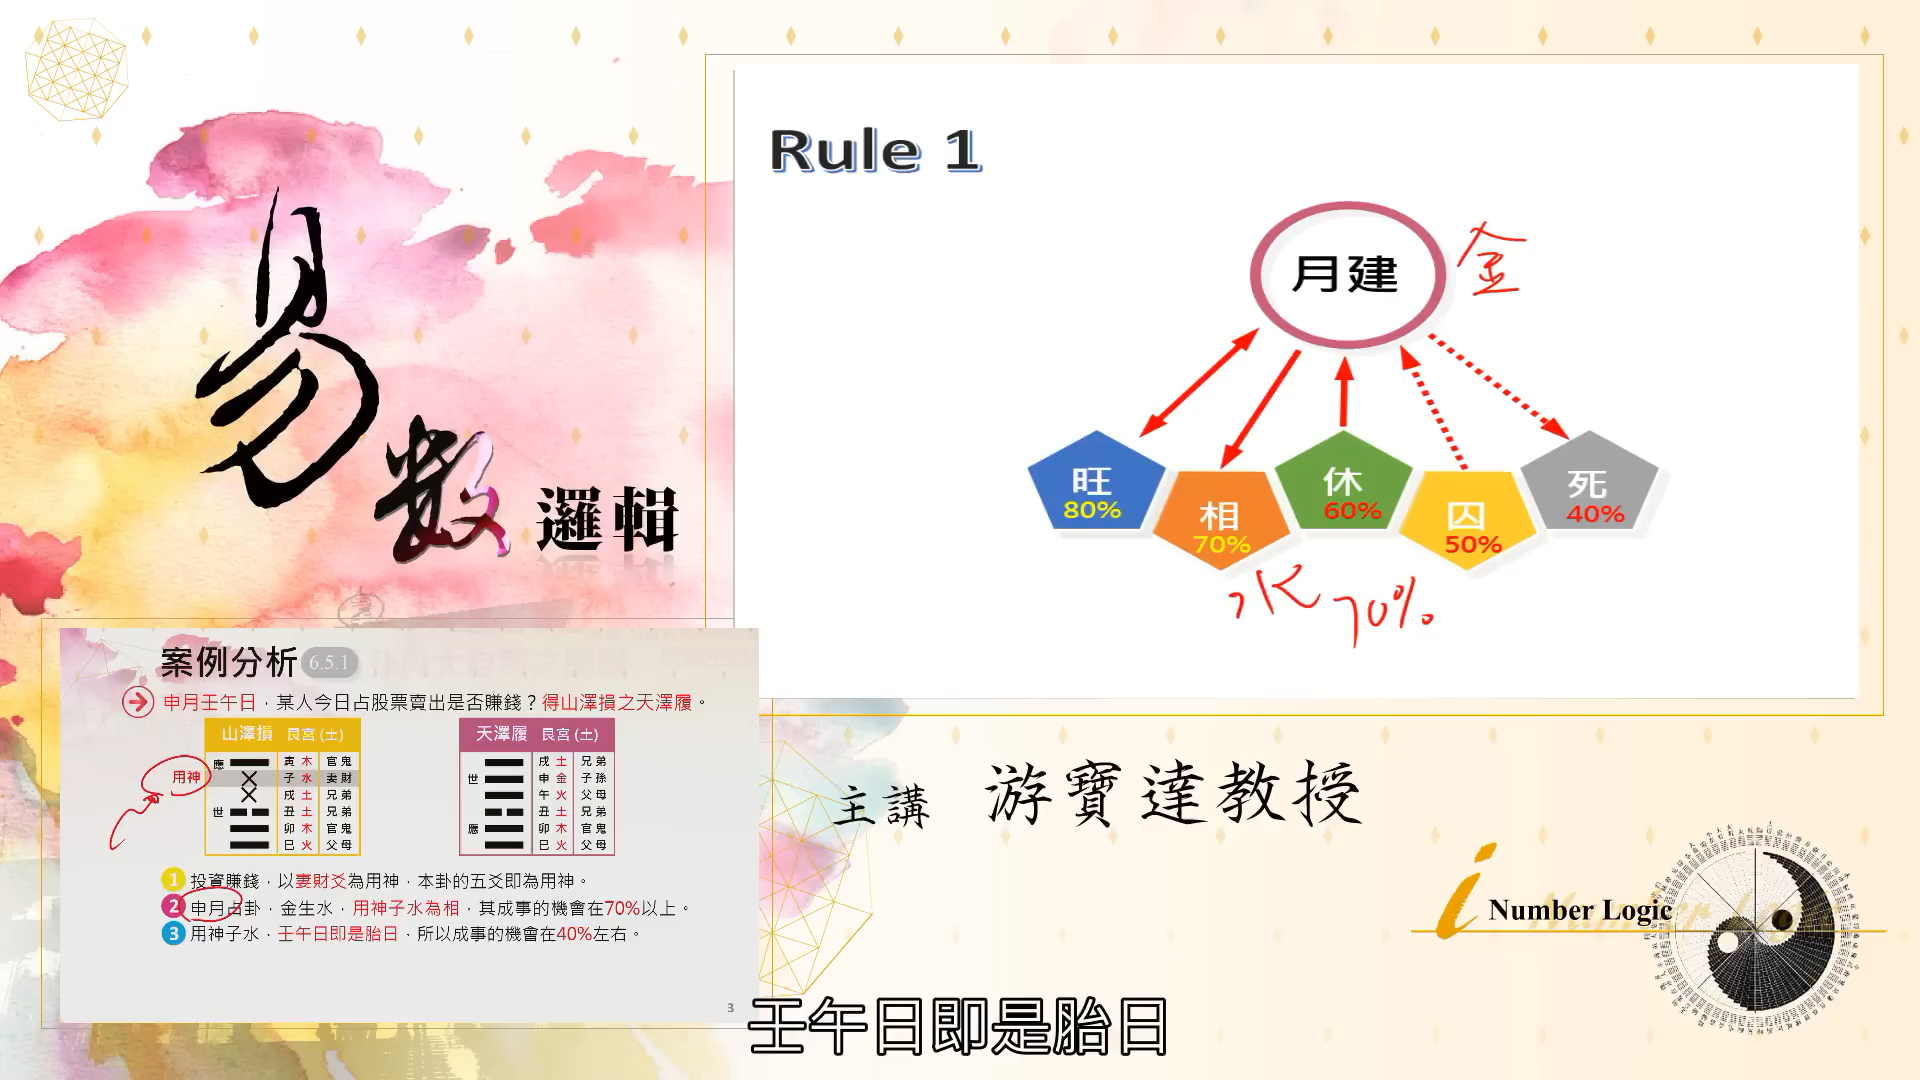 易數邏輯
Rule 1
月建
金
旺
80%
相
70%
休
60%
囚
50%
死
40%
水 70%
案例分析 6.5.1
申月壬午日，某人今日占股票賣出是否賺錢？得山澤損之天澤履。
山澤損 艮宮(土)
應 寅 木 官鬼
用神 子 水 妻財
戌 土 兄弟
世 丑 土 兄弟
卯 木 官鬼
巳 火 父母
天澤履 艮宮(土)
戌 土 兄弟
世 申 金 子孫
午 火 父母
丑 土 兄弟
應 卯 木 官鬼
巳 火 父母
1 投資賺錢，以妻財爻為用神，本卦的五爻即為用神。
2 申月占卦，金生水，用神子水為相，其成事的機會在70%以上。
3 用神子水，壬午日即是胎日，所以成事的機會在40%左右。
3
主講 游寶達教授
i Number Logic
壬午日即是胎日